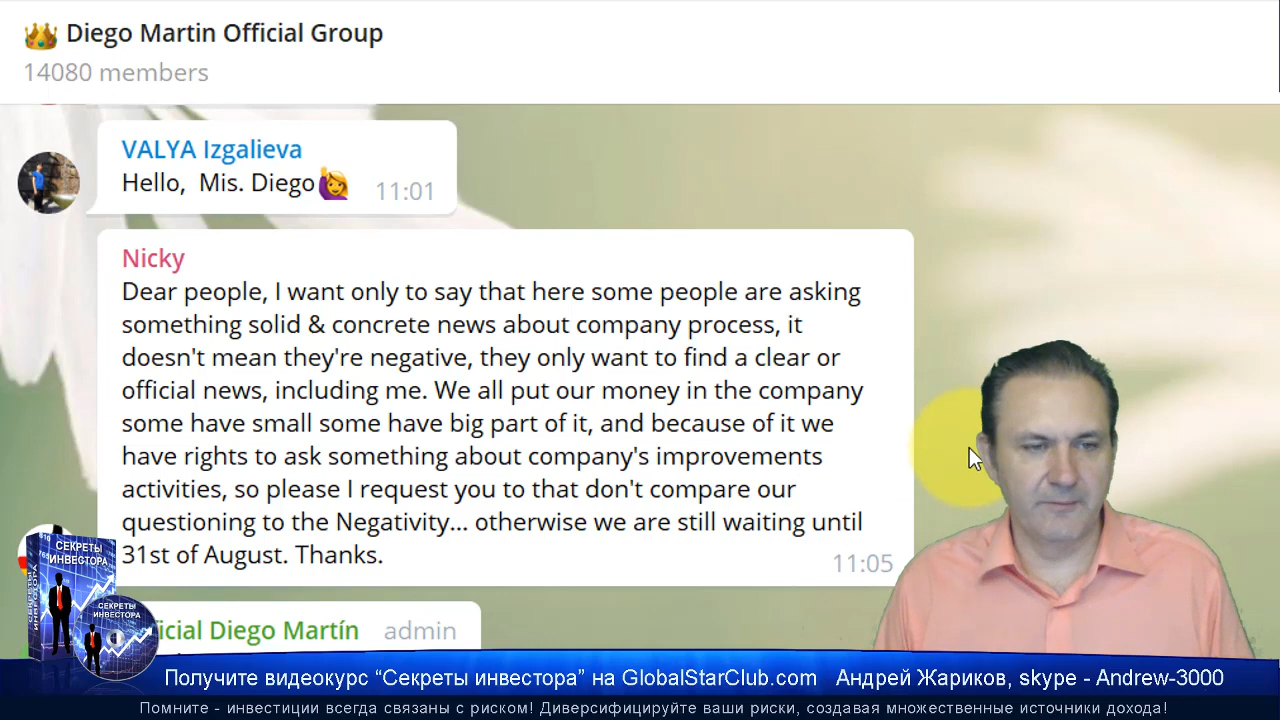 Diego Martin Official Group
14080 members
VALYA Izgalieva
Hello, Mis. Diego
11:01
Nicky
Dear people, I want only to say that here some people are asking
something solid & concrete news about company process, it
doesn't mean they're negative, they only want to find a clear or
official news, including me. We all put our money in the company
some have small some have big part of it, and because of it we
have rights to ask something about company's improvements
activities, so please I request you to that don't compare our
questioning to the Negativity... otherwise we are still waiting until
31st of August. Thanks.
11:05
icial Diego Martín admin
СЕКРЕТЫ
ИНВЕСТОРА
СЕКРЕТЫ
ИНВЕСТОРА
Получите видеокурс “Секреты инвестора” на GlobalStarClub.com Андрей Жариков, skype - Andrew-3000
Помните - инвестиции всегда связаны с риском! Диверсифицируйте ваши риски, создавая множественные источники дохода!